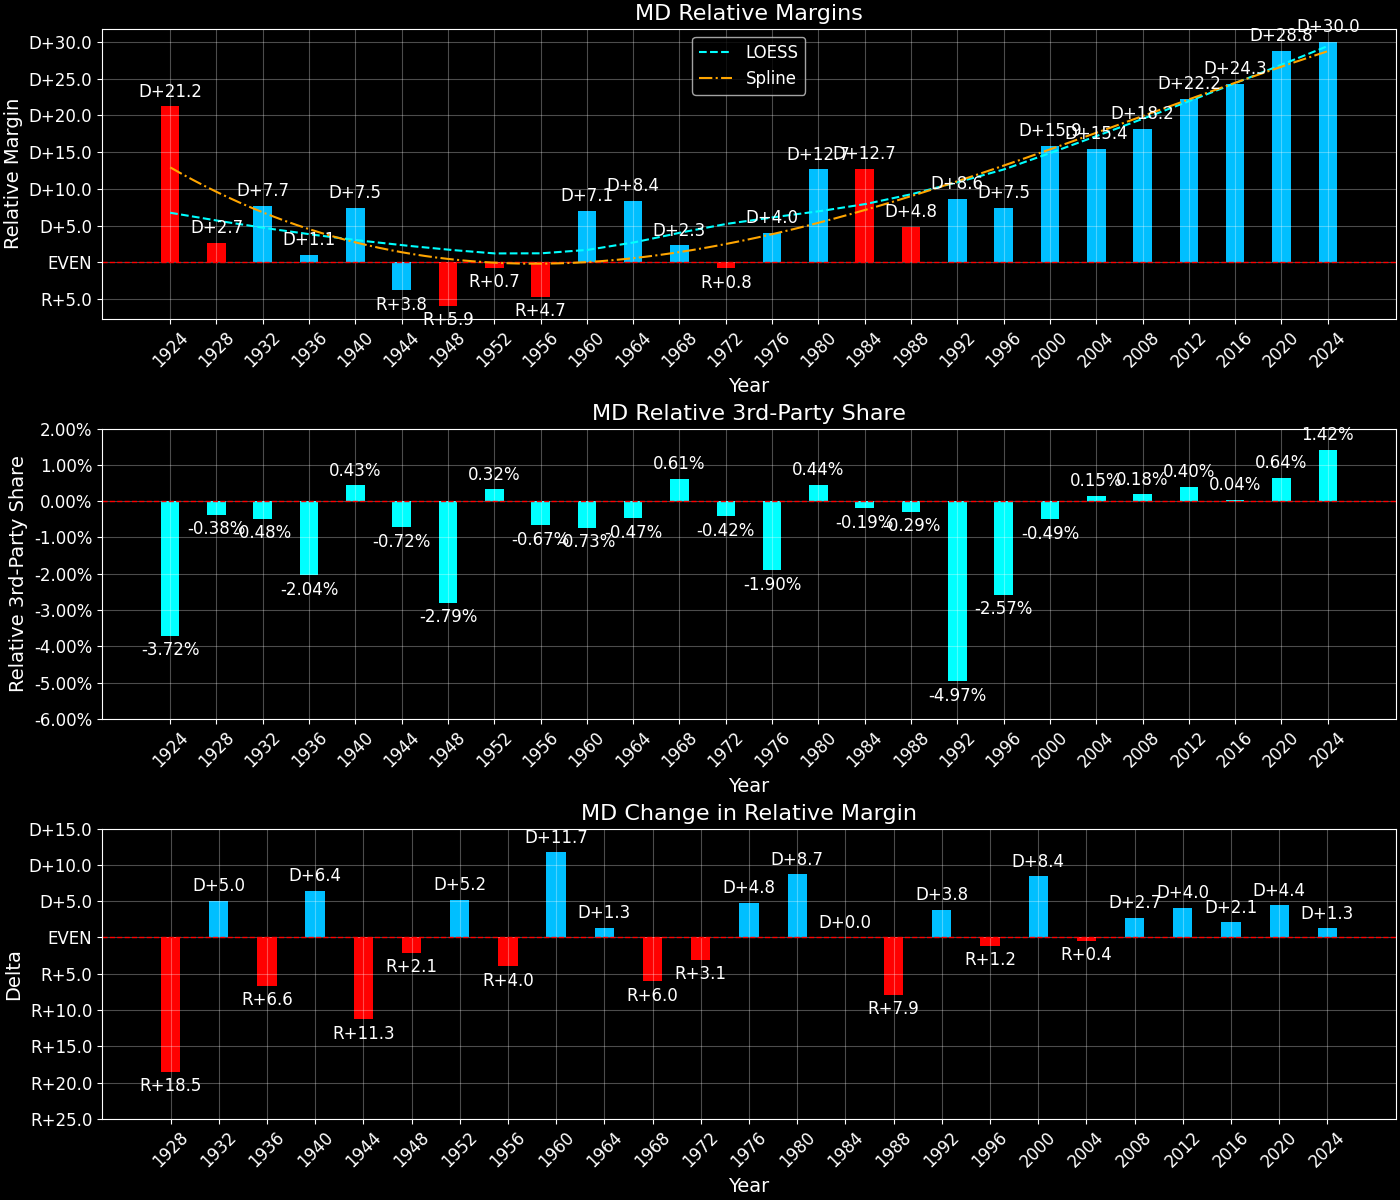 MD Relative Margins
Relative Margin
D+30.0
D+25.0
D+20.0
D+15.0
D+10.0
D+5.0
EVEN
R+5.0
LOESS
Spline
D+21.2
D+2.7
D+7.7
D+1.1
D+7.5
R+3.8
R+5.9
R+0.7
R+4.7
D+7.1
D+8.4
D+2.3
R+0.8
D+4.0
D+12.7
D+12.7
D+4.8
D+8.6
D+7.5
D+15.9
D+15.4
D+18.2
D+22.2
D+24.3
D+28.8
D+30.0
1924 1928 1932 1936 1940 1944 1948 1952 1956 1960 1964 1968 1972 1976 1980 1984 1988 1992 1996 2000 2004 2008 2012 2016 2020 2024
Year
MD Relative 3rd-Party Share
Relative 3rd-Party Share
2.00%
1.00%
0.00%
-1.00%
-2.00%
-3.00%
-4.00%
-5.00%
-6.00%
-3.72%
-0.38%
-0.48%
-2.04%
0.43%
-0.72%
-2.79%
0.32%
-0.67%
-0.73%
-0.47%
0.61%
-0.42%
-1.90%
0.44%
-0.19%
-0.29%
-4.97%
-2.57%
-0.49%
0.15%
0.18%
0.40%
0.04%
0.64%
1.42%
1924 1928 1932 1936 1940 1944 1948 1952 1956 1960 1964 1968 1972 1976 1980 1984 1988 1992 1996 2000 2004 2008 2012 2016 2020 2024
Year
MD Change in Relative Margin
Delta
D+15.0
D+10.0
D+5.0
EVEN
R+5.0
R+10.0
R+15.0
R+20.0
R+25.0
R+18.5
D+5.0
R+6.6
D+6.4
R+11.3
R+2.1
D+5.2
R+4.0
D+11.7
D+1.3
R+6.0
R+3.1
D+4.8
D+8.7
D+0.0
R+7.9
D+3.8
R+1.2
D+8.4
R+0.4
D+2.7
D+4.0
D+2.1
D+4.4
D+1.3
1928 1932 1936 1940 1944 1948 1952 1956 1960 1964 1968 1972 1976 1980 1984 1988 1992 1996 2000 2004 2008 2012 2016 2020 2024
Year